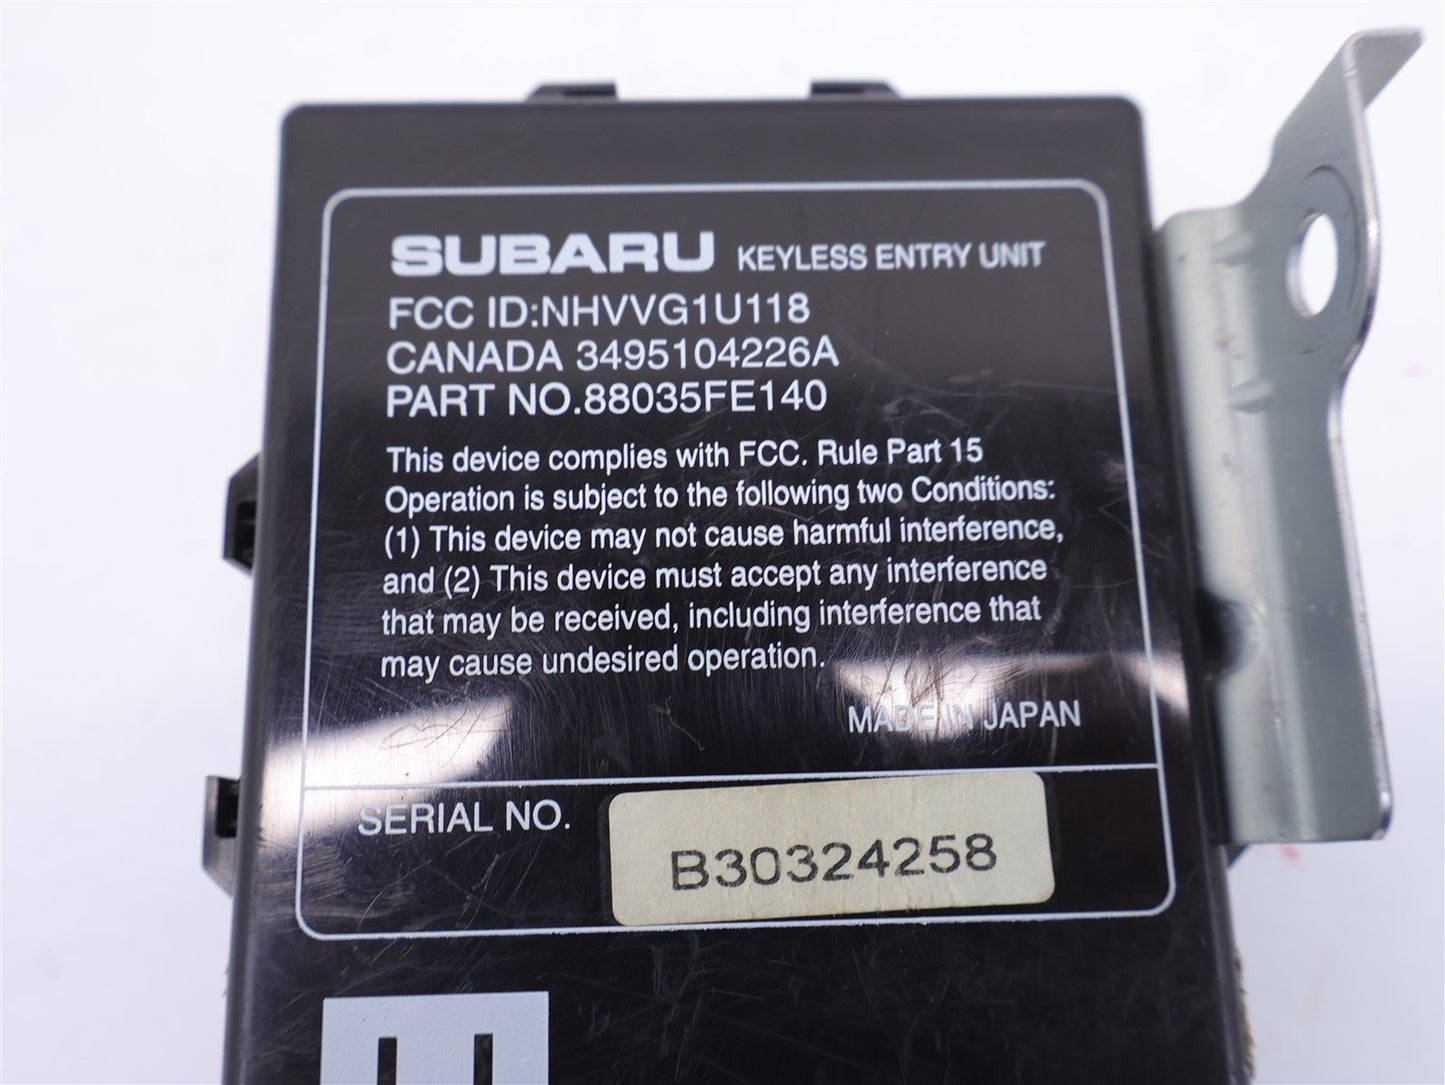 SUBARU KEYLESS ENTRY UNIT
FCC ID:NHVVG1U118
CANADA 3495104226A
PART NO.88035FE140
This device complies with FCC. Rule Part 15
Operation is subject to the following two Conditions:
(1) This device may not cause harmful interference,
and (2) This device must accept any interference
that may be received, including interference that
may cause undesired operation.
MADE IN JAPAN
SERIAL NO. B30324258